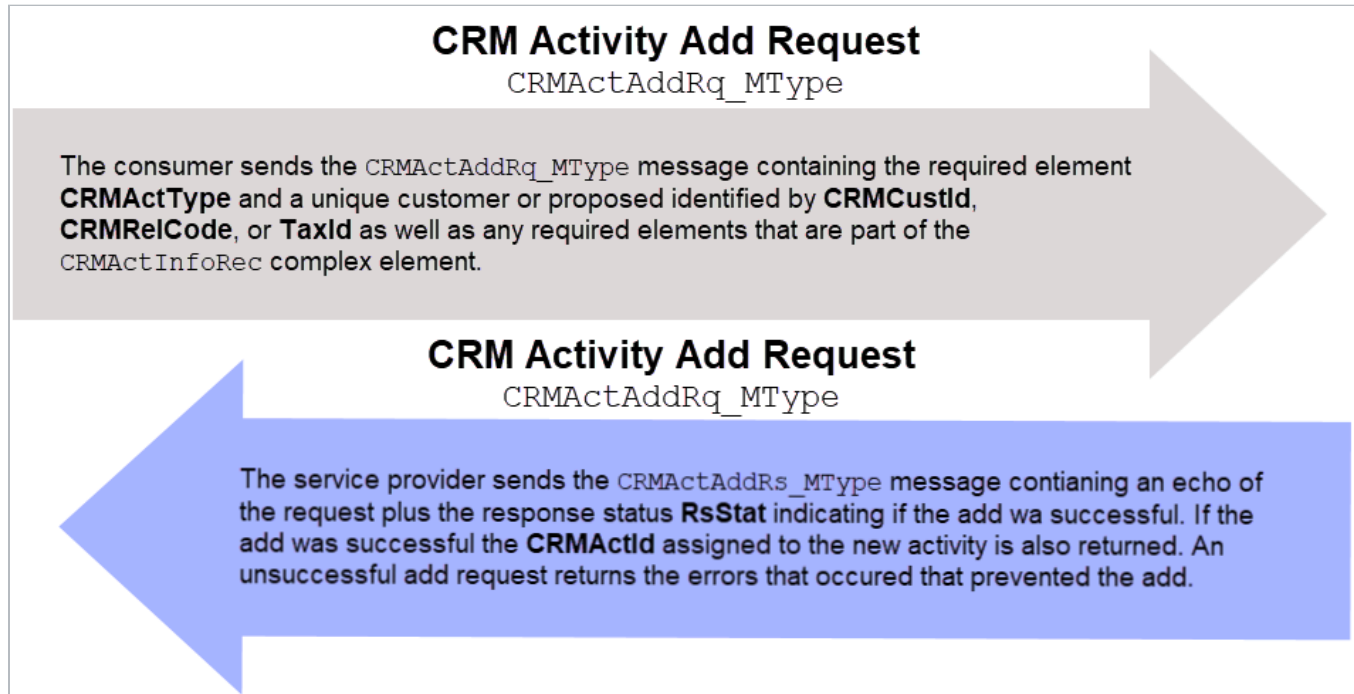 CRM Activity Add Request
CRMActAddRq_MType
The consumer sends the CRMActAddRq_MType message containing the required element
CRMActType and a unique customer or proposed identified by CRMCustId,
CRMRelCode, or TaxId as well as any required elements that are part of the
CRMActInfoRec complex element.
CRM Activity Add Request
CRMActAddRq_MType
The service provider sends the CRMActAddRs_MType message contianing an echo of
the request plus the response status RsStat indicating if the add wa successful. If the
add was successful the CRMActId assigned to the new activity is also returned. An
unsuccessful add request returns the errors that occured that prevented the add.